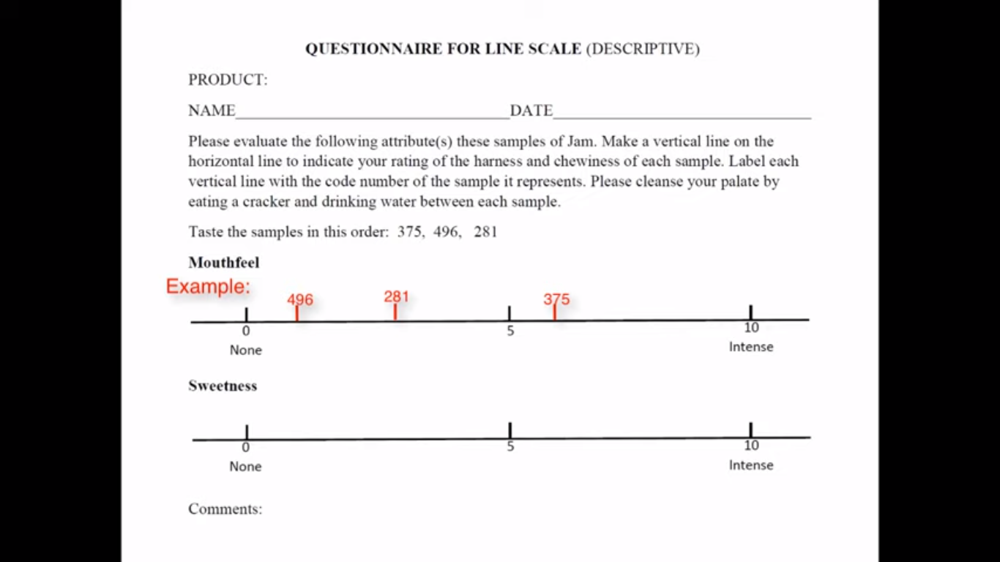 QUESTIONNAIRE FOR LINE SCALE (DESCRIPTIVE)
PRODUCT:
NAME DATE
Please evaluate the following attribute(s) these samples of Jam. Make a vertical line on the
horizontal line to indicate your rating of the harness and chewiness of each sample. Label each
vertical line with the code number of the sample it represents. Please cleanse your palate by
eating a cracker and drinking water between each sample.
Taste the samples in this order: 375, 496, 281
Mouthfeel
Example:
496 281 375
0 5 10
None Intense
Sweetness
0 5 10
None Intense
Comments: